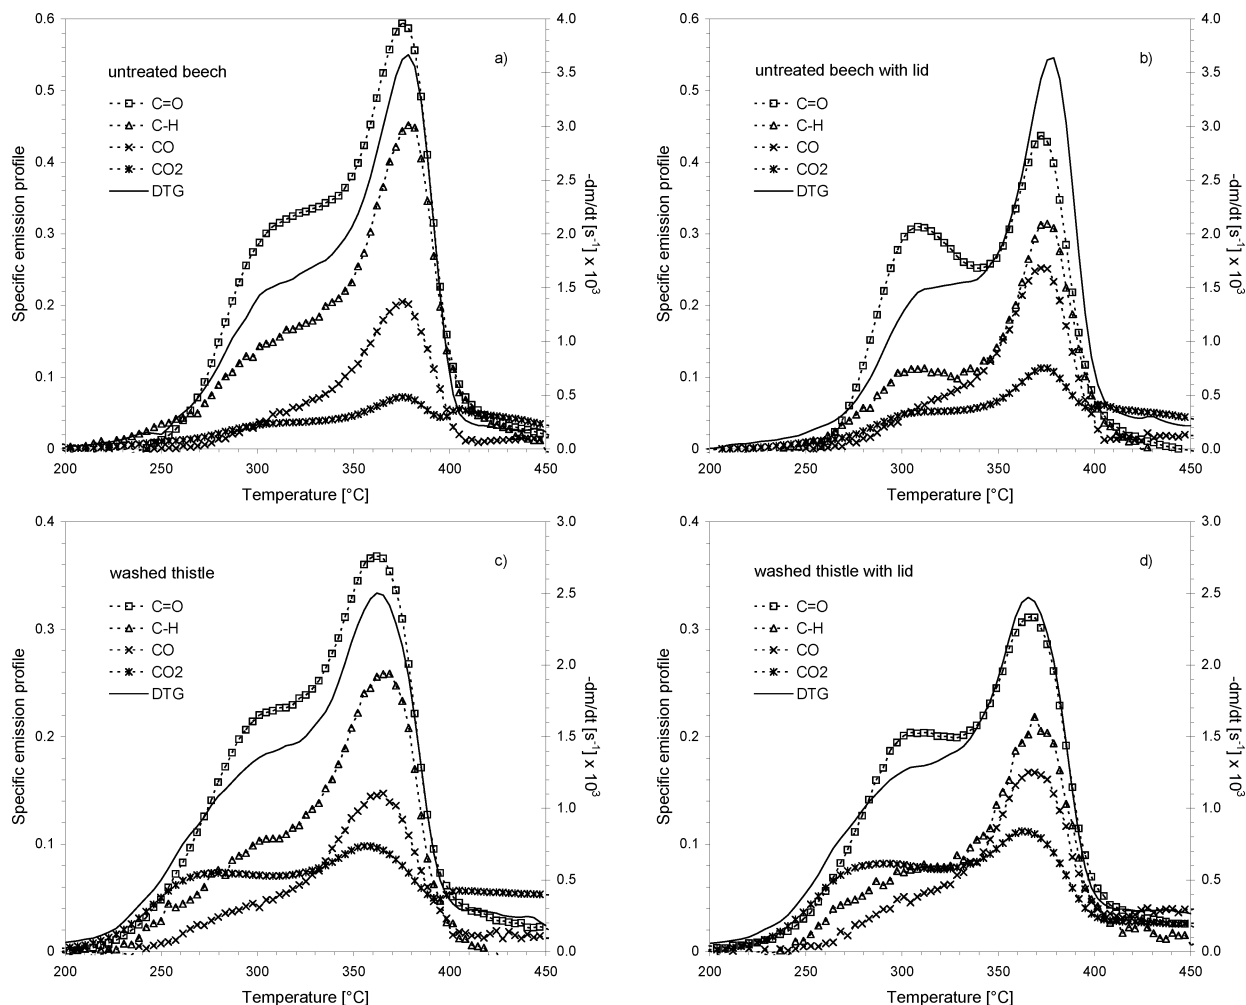 a)
untreated beech
C=O
C-H
CO
CO2
DTG
Specific emission profile
0.6
0.5
0.4
0.3
0.2
0.1
0
4.0
3.5
3.0
2.5
2.0
1.5
1.0
0.5
0.0
-dm/dt [s-1] x 103
200 250 300 350 400 450
Temperature [°C]
b)
untreated beech with lid
C=O
C-H
CO
CO2
DTG
Specific emission profile
0.6
0.5
0.4
0.3
0.2
0.1
0
4.0
3.5
3.0
2.5
2.0
1.5
1.0
0.5
0.0
-dm/dt [s-1] x 103
200 250 300 350 400 450
Temperature [°C]
c)
washed thistle
C=O
C-H
CO
CO2
DTG
Specific emission profile
0.4
0.3
0.2
0.1
0
3.0
2.5
2.0
1.5
1.0
0.5
0.0
-dm/dt [s-1] x 103
200 250 300 350 400 450
Temperature [°C]
d)
washed thistle with lid
C=O
C-H
CO
CO2
DTG
Specific emission profile
0.4
0.3
0.2
0.1
0
3.0
2.5
2.0
1.5
1.0
0.5
0.0
-dm/dt [s-1] x 103
200 250 300 350 400 450
Temperature [°C]